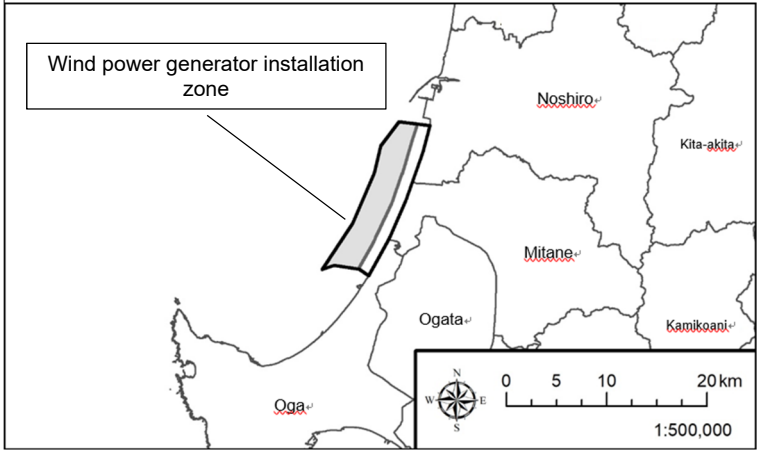 Wind power generator installation
zone
Noshiro
Kita-akita
Mitane
Ogata
Kamikoani
Oga
N
W E
S
0 5 10 20 km
1:500,000